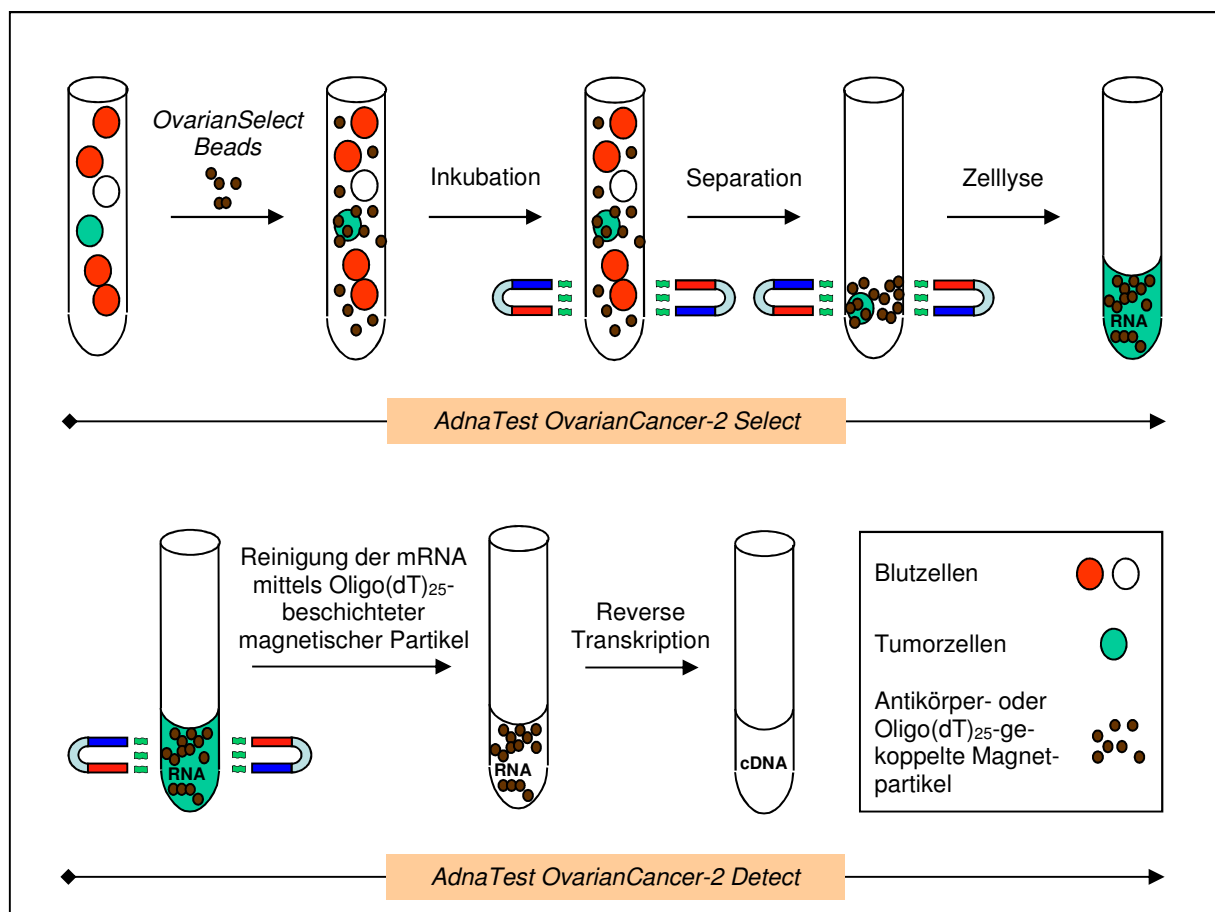 OvarianSelect
Beads
Inkubation
Separation
Zelllyse
RNA
AdnaTest OvarianCancer-2 Select
Reinigung der mRNA
mittels Oligo(dT)25-
beschichteter
magnetischer Partikel
Reverse
Transkription
RNA
RNA
cDNA
Blutzellen
Tumorzellen
Antikörper- oder
Oligo(dT)25-ge-
koppelte Magnet-
partikel
AdnaTest OvarianCancer-2 Detect